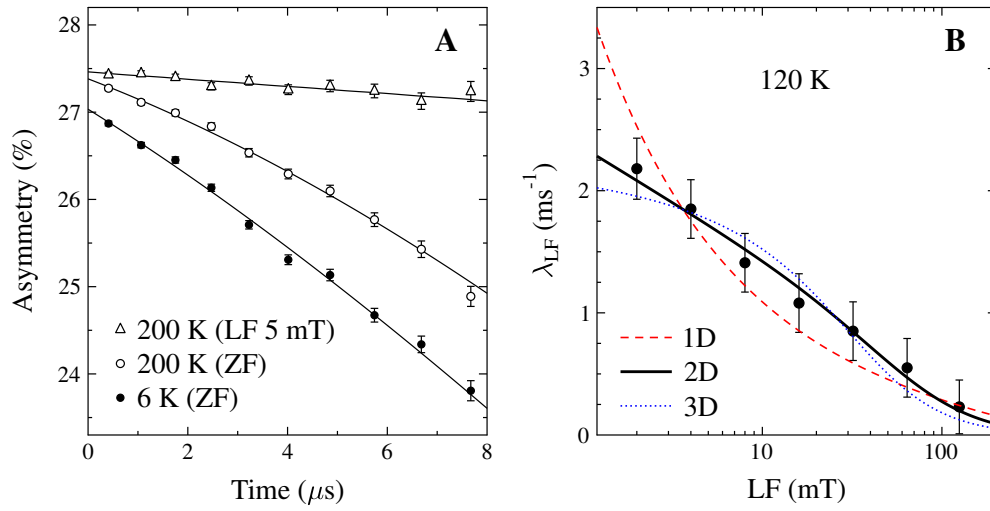 A
Asymmetry (%)
28
27
26
25
24
23
△ 200 K (LF 5 mT)
○ 200 K (ZF)
● 6 K (ZF)
0 2 4 6 8
Time (μs)
B
120 K
λLF (ms⁻¹)
3
2
1
0
1D
2D
3D
10 100
LF (mT)